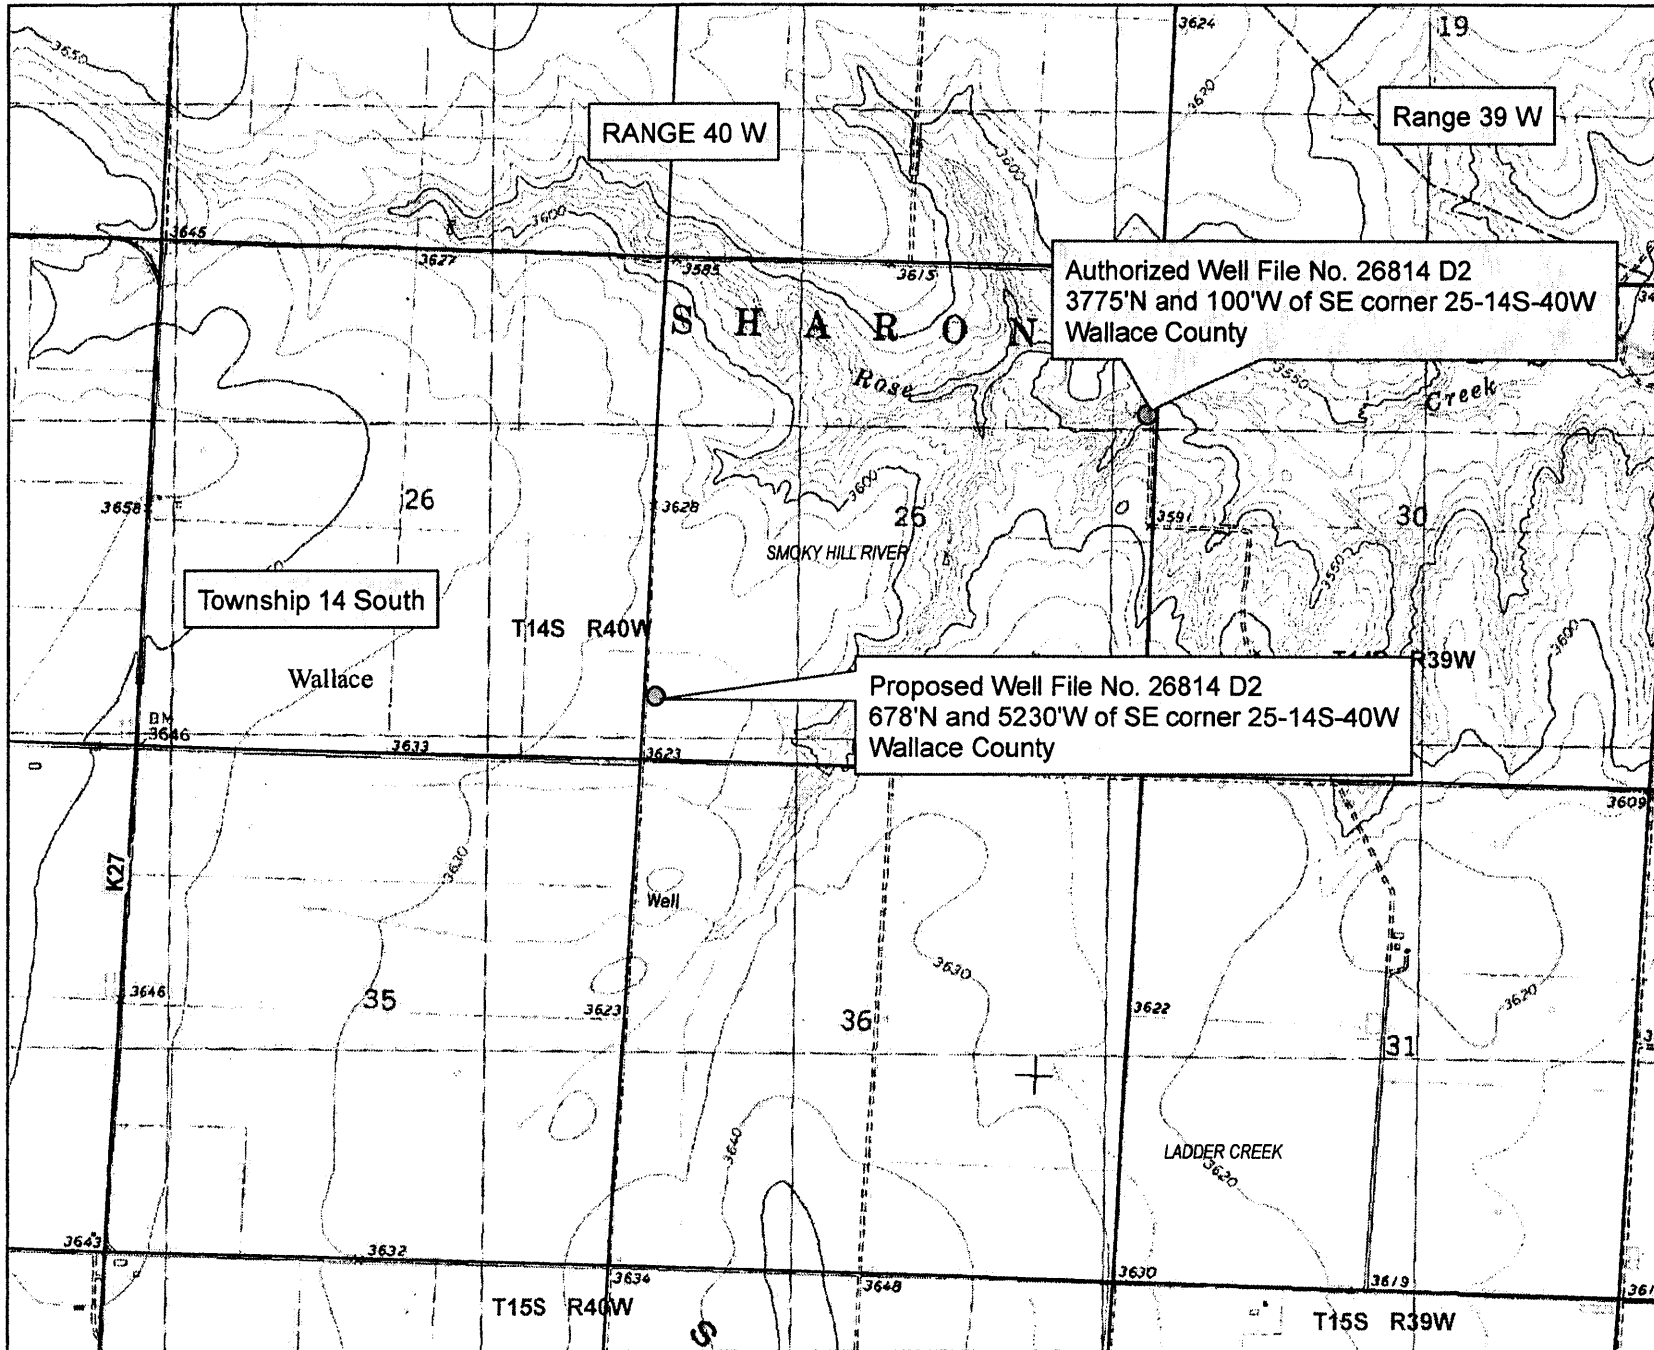 3624
19
3650
3620
RANGE 40 W
Range 39 W
3600
3600
3645
3627
3585
3615
Authorized Well File No. 26814 D2
3775'N and 100'W of SE corner 25-14S-40W
Wallace County
SHARON
Rose
Creek
3550
3658
26
3628
3600
25
3591
30
SMOKY HILL RIVER
3550
Township 14 South
T14S R40W
R39W
3600
Wallace
Proposed Well File No. 26814 D2
678'N and 5230'W of SE corner 25-14S-40W
Wallace County
BM
3646
3633
3623
3609
K27
3630
Well
3630
3646
35
3623
36
3622
3620
31
3640
LADDER CREEK
3620
3643
3632
3634
3648
3630
3619
T15S R40W
S
T15S R39W